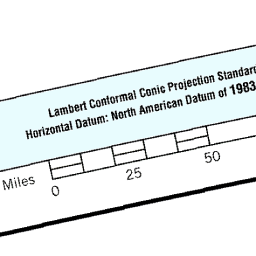 Lambert Conformal Conic Projection Standard
Horizontal Datum: North American Datum of 1983
Miles 0 25 50